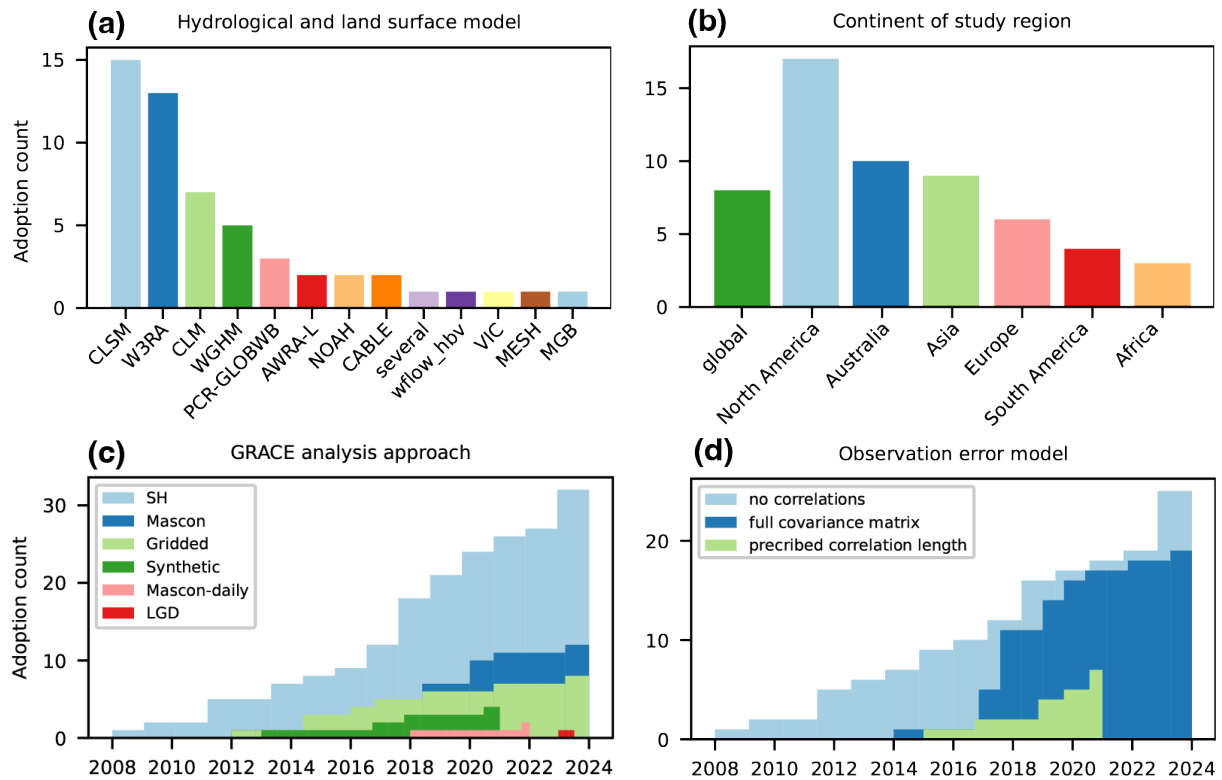 (a) Hydrological and land surface model
Adoption count
15
10
5
0
CLSM
W3RA
CLM
WGHM
PCR-GLOBWB
AWRA-L
NOAH
CABLE
several
wflow_hbv
VIC
MESH
MGB
(b) Continent of study region
15
10
5
0
global
North America
Australia
Asia
Europe
South America
Africa
(c) GRACE analysis approach
Adoption count
30
20
10
0
SH
Mascon
Gridded
Synthetic
Mascon-daily
LGD
2008 2010 2012 2014 2016 2018 2020 2022 2024
(d) Observation error model
20
10
0
no correlations
full covariance matrix
precribed correlation length
2008 2010 2012 2014 2016 2018 2020 2022 2024